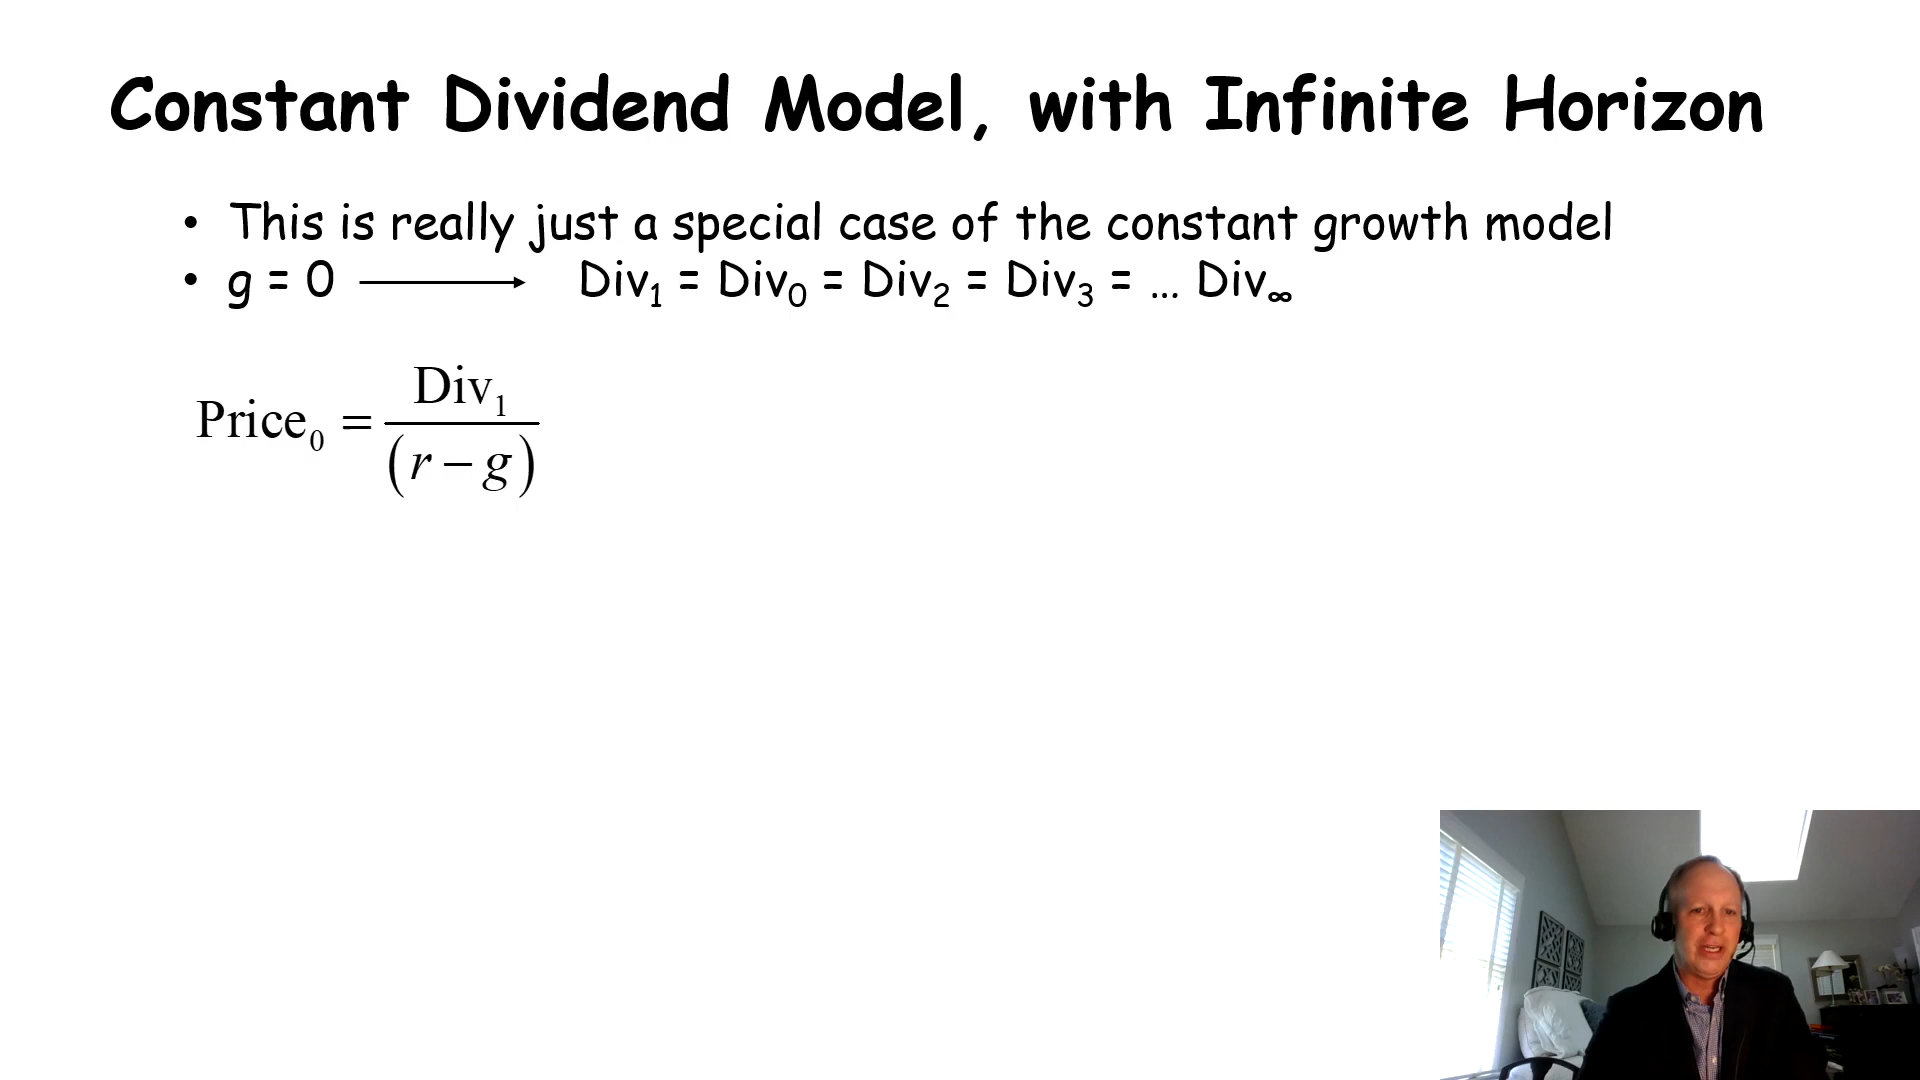 Constant Dividend Model, with Infinite Horizon
• This is really just a special case of the constant growth model
• g = 0 ⟶ Div₁ = Div₀ = Div₂ = Div₃ = … Div∞
Price₀ = Div₁ / (r − g)